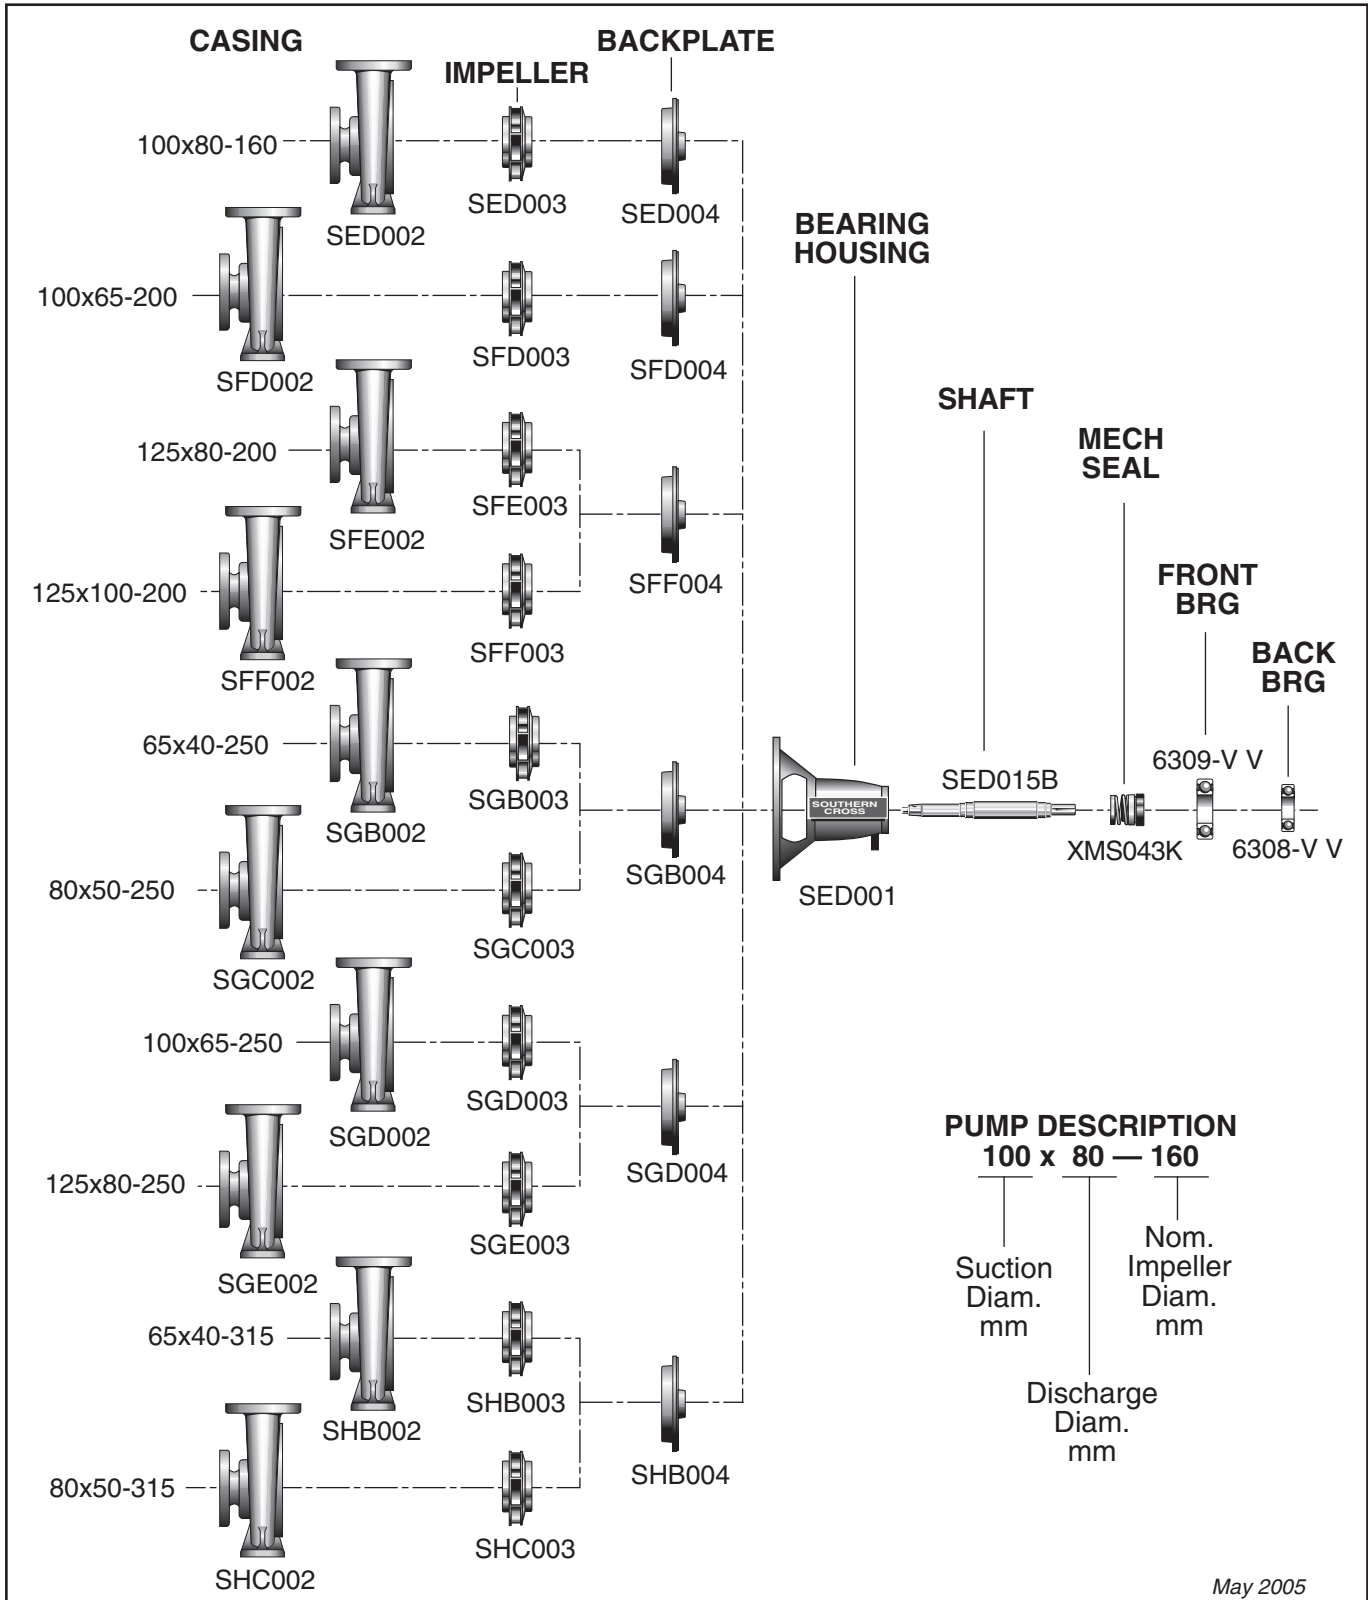 CASING
IMPELLER
BACKPLATE
100x80-160
SED002
SED003
SED004
100x65-200
SFD002
SFD003
SFD004
125x80-200
SFE002
SFE003
125x100-200
SFF002
SFF003
SFF004
65x40-250
SGB002
SGB003
SGB004
80x50-250
SGC002
SGC003
100x65-250
SGD002
SGD003
SGD004
125x80-250
SGE002
SGE003
65x40-315
SHB002
SHB003
SHB004
80x50-315
SHC002
SHC003
BEARING
HOUSING
SOUTHERN
CROSS
SED001
SHAFT
SED015B
MECH
SEAL
XMS043K
FRONT
BRG
6309-V V
BACK
BRG
6308-V V
PUMP DESCRIPTION
100 x 80 — 160
Suction
Diam.
mm
Discharge
Diam.
mm
Nom.
Impeller
Diam.
mm
May 2005